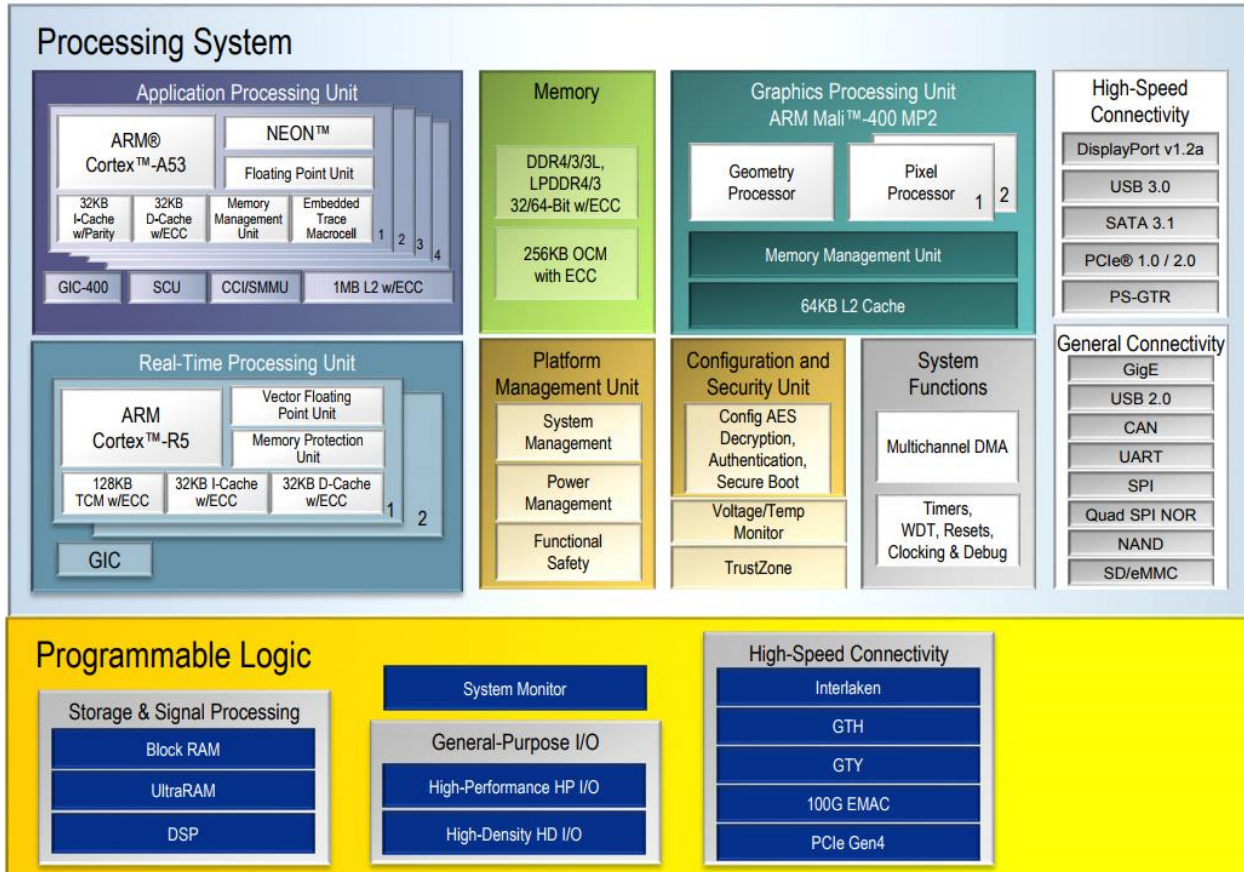 Processing System
Application Processing Unit
ARM®
Cortex™-A53
NEON™
Floating Point Unit
32KB
I-Cache
w/Parity
32KB
D-Cache
w/ECC
Memory
Management
Unit
Embedded
Trace
Macrocell
1
2
3
4
GIC-400
SCU
CCI/SMMU
1MB L2 w/ECC
Memory
DDR4/3/3L,
LPDDR4/3
32/64-Bit w/ECC
256KB OCM
with ECC
Graphics Processing Unit
ARM Mali™-400 MP2
Geometry
Processor
Pixel
Processor
1
2
Memory Management Unit
64KB L2 Cache
High-Speed
Connectivity
DisplayPort v1.2a
USB 3.0
SATA 3.1
PCIe® 1.0 / 2.0
PS-GTR
Real-Time Processing Unit
ARM
Cortex™-R5
Vector Floating
Point Unit
Memory Protection
Unit
128KB
TCM w/ECC
32KB I-Cache
w/ECC
32KB D-Cache
w/ECC
1
2
GIC
Platform
Management Unit
System
Management
Power
Management
Functional
Safety
Configuration and
Security Unit
Config AES
Decryption,
Authentication,
Secure Boot
Voltage/Temp
Monitor
TrustZone
System
Functions
Multichannel DMA
Timers,
WDT, Resets,
Clocking & Debug
General Connectivity
GigE
USB 2.0
CAN
UART
SPI
Quad SPI NOR
NAND
SD/eMMC
Programmable Logic
Storage & Signal Processing
Block RAM
UltraRAM
DSP
System Monitor
General-Purpose I/O
High-Performance HP I/O
High-Density HD I/O
High-Speed Connectivity
Interlaken
GTH
GTY
100G EMAC
PCIe Gen4